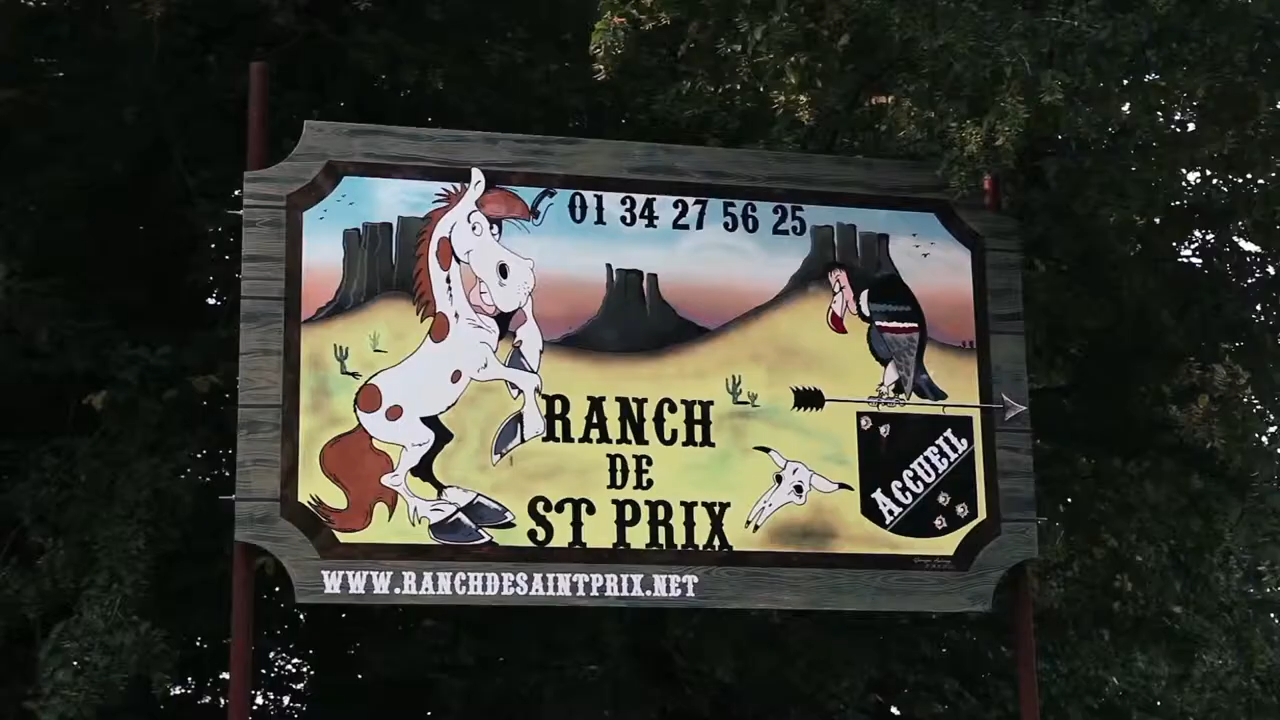 01 34 27 56 25
RANCH
DE
ST PRIX
ACCUEIL
WWW.RANCHDESAINTPRIX.NET